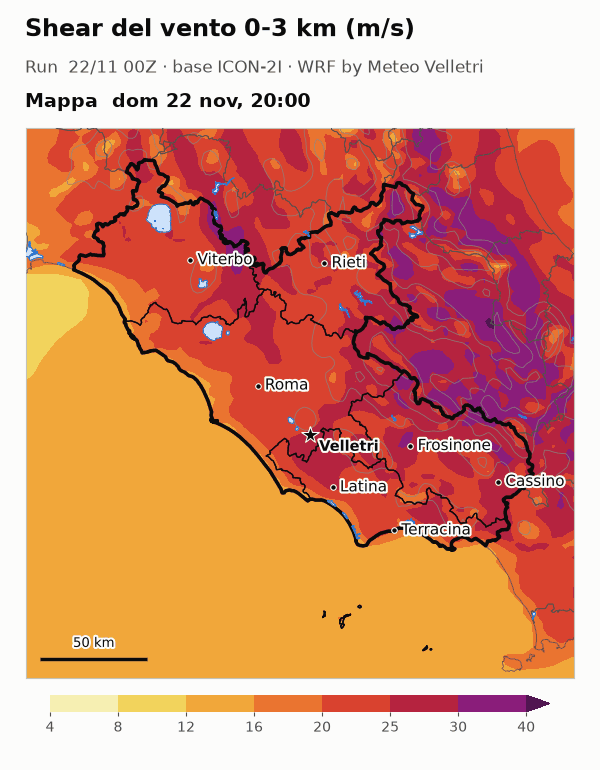 Shear del vento 0-3 km (m/s)
Run  22/11 00Z · base ICON-2I · WRF by Meteo Velletri
Mappa  dom 22 nov, 20:00
Viterbo
Rieti
Roma
Velletri
Frosinone
Latina
Cassino
Terracina
50 km
4 8 12 16 20 25 30 40